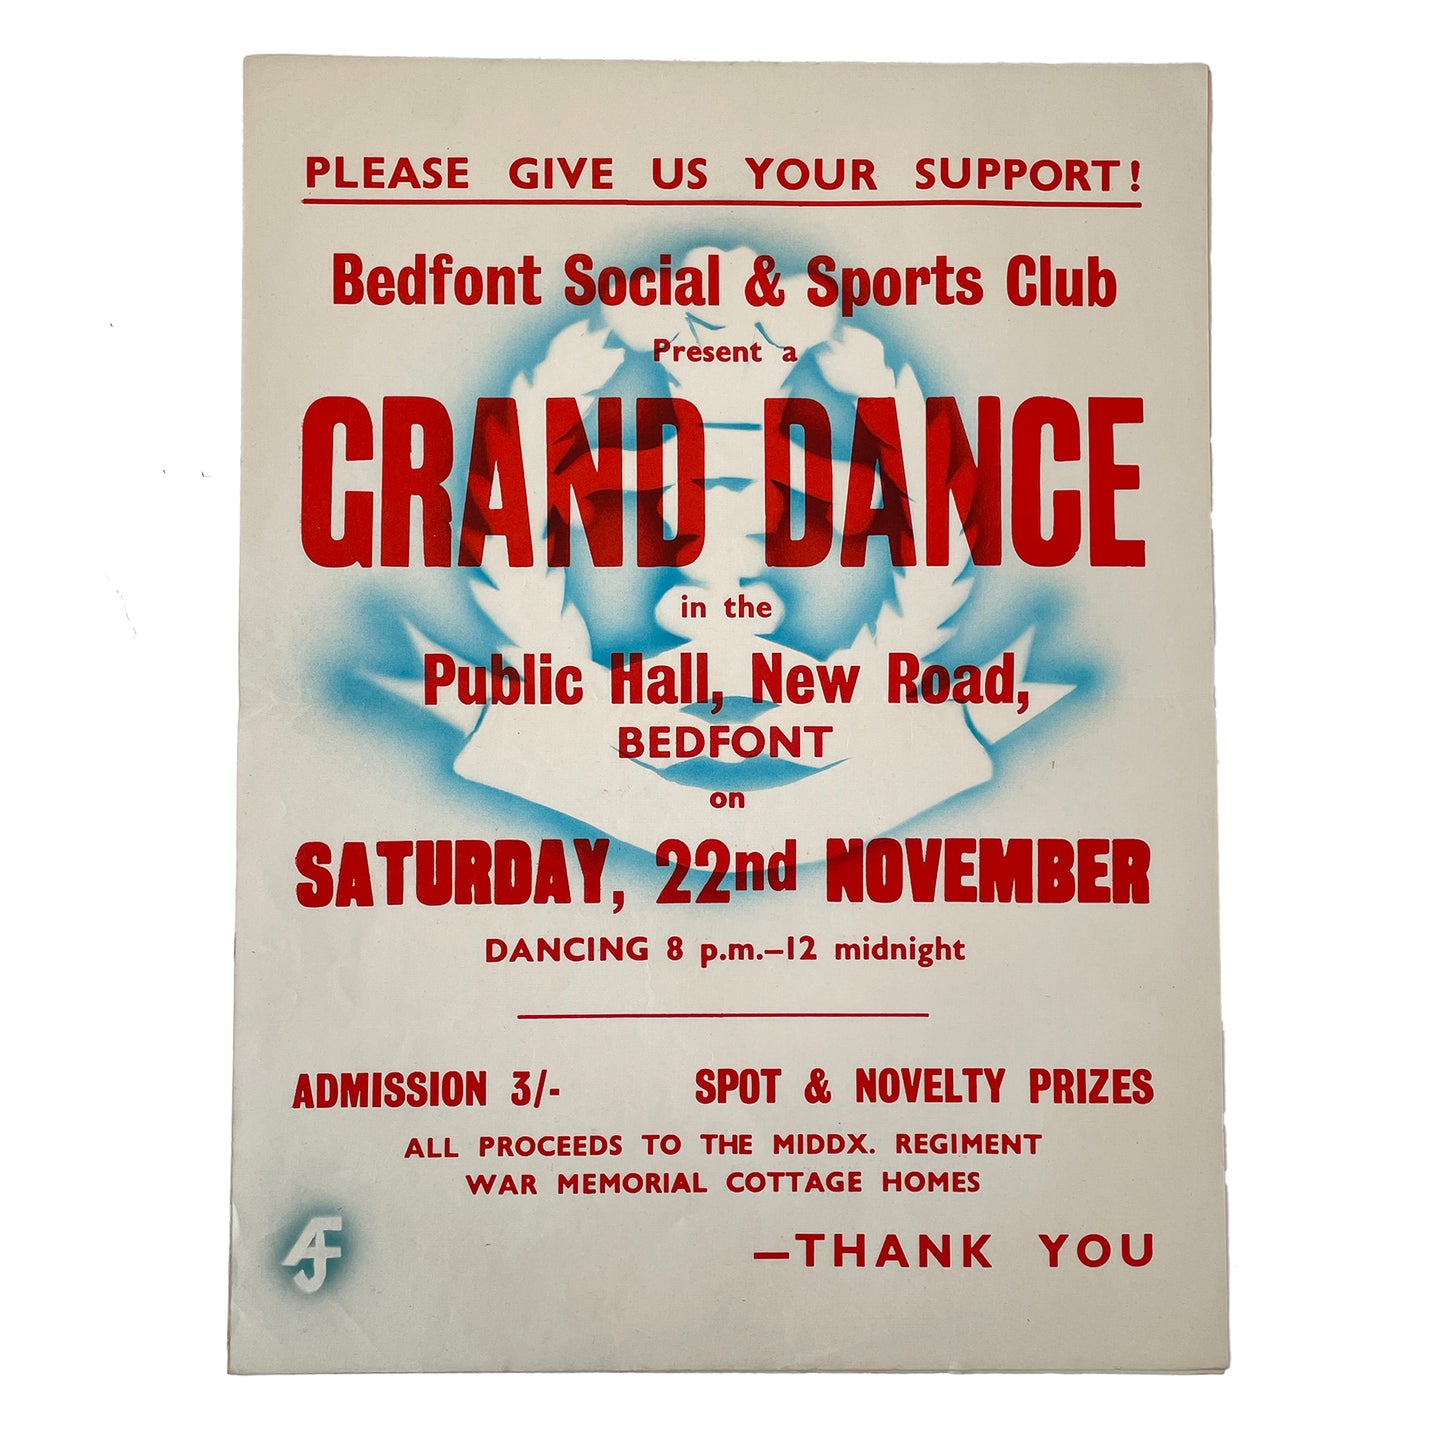 PLEASE GIVE US YOUR SUPPORT!
Bedfont Social & Sports Club
Present a
GRAND DANCE
in the
Public Hall, New Road,
BEDFONT
on
SATURDAY, 22nd NOVEMBER
DANCING 8 p.m.–12 midnight
ADMISSION 3/- SPOT & NOVELTY PRIZES
ALL PROCEEDS TO THE MIDDX. REGIMENT
WAR MEMORIAL COTTAGE HOMES
—THANK YOU
AJF